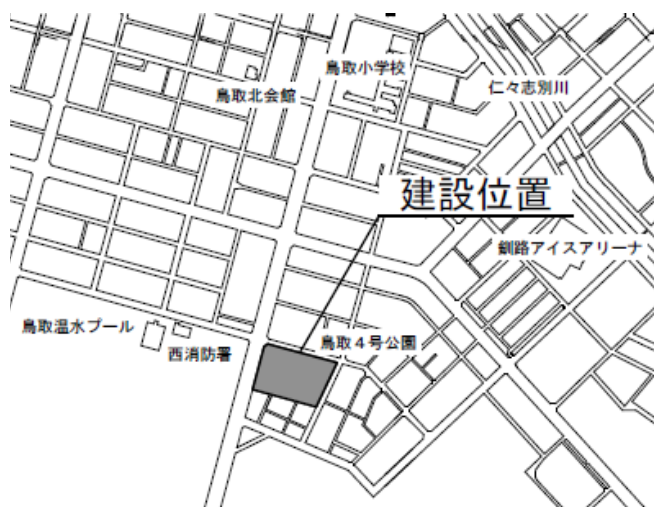 鳥取小学校
鳥取北会館
仁々志別川
建設位置
釧路アイスアリーナ
鳥取温水プール
西消防署
鳥取4号公園